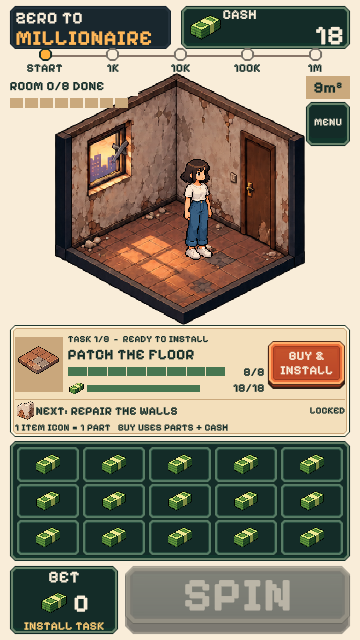 ZERO TO
MILLIONAIRE
CASH
18
START 1K 10K 100K 1M
ROOM 0/8 DONE
9m²
MENU
TASK 1/8 - READY TO INSTALL
PATCH THE FLOOR
8/8
18/18
BUY &
INSTALL
NEXT: REPAIR THE WALLS
LOCKED
1 ITEM ICON = 1 PART BUY USES PARTS + CASH
BET
0
INSTALL TASK
SPIN